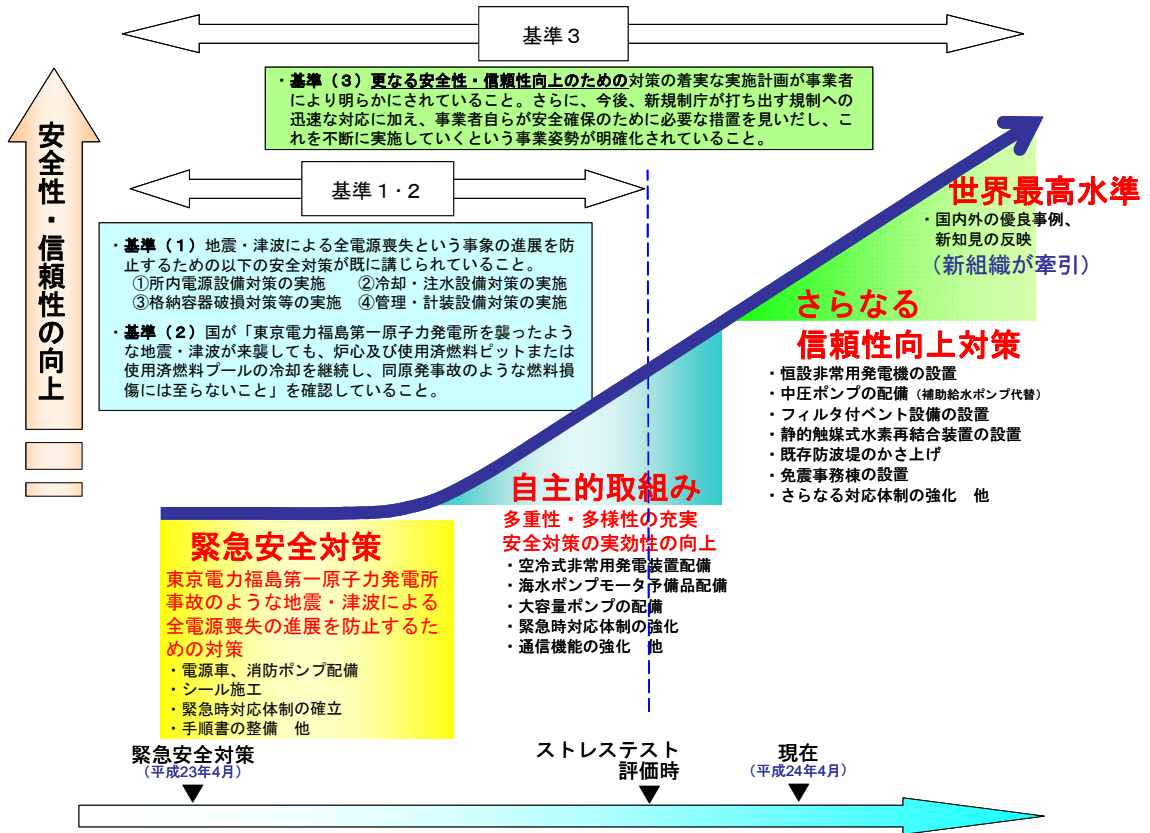 基準３
・基準（３）更なる安全性・信頼性向上のための対策の着実な実施計画が事業者
により明らかにされていること。さらに、今後、新規制庁が打ち出す規制への
迅速な対応に加え、事業者自らが安全確保のために必要な措置を見いだし、こ
れを不断に実施していくという事業姿勢が明確化されていること。
安全性・信頼性の向上
基準１・２
・基準（１）地震・津波による全電源喪失という事象の進展を防
止するための以下の安全対策が既に講じられていること。
①所内電源設備対策の実施　②冷却・注水設備対策の実施
③格納容器破損対策等の実施　④管理・計装設備対策の実施
・基準（２）国が「東京電力福島第一原子力発電所を襲ったよう
な地震・津波が来襲しても、炉心及び使用済燃料ピットまたは
使用済燃料プールの冷却を継続し、同原発事故のような燃料損
傷には至らないこと」を確認していること。
世界最高水準
・国内外の優良事例、
新知見の反映
（新組織が牽引）
さらなる
信頼性向上対策
・恒設非常用発電機の設置
・中圧ポンプの配備（補助給水ポンプ代替）
・フィルタ付ベント設備の設置
・静的触媒式水素再結合装置の設置
・既存防波堤のかさ上げ
・免震事務棟の設置
・さらなる対応体制の強化　他
自主的取組み
多重性・多様性の充実
安全対策の実効性の向上
・空冷式非常用発電装置配備
・海水ポンプモータ予備品配備
・大容量ポンプの配備
・緊急時対応体制の強化
・通信機能の強化　他
緊急安全対策
東京電力福島第一原子力発電所
事故のような地震・津波による
全電源喪失の進展を防止するた
めの対策
・電源車、消防ポンプ配備
・シール施工
・緊急時対応体制の確立
・手順書の整備　他
緊急安全対策
（平成23年4月）
ストレステスト
評価時
現在
（平成24年4月）